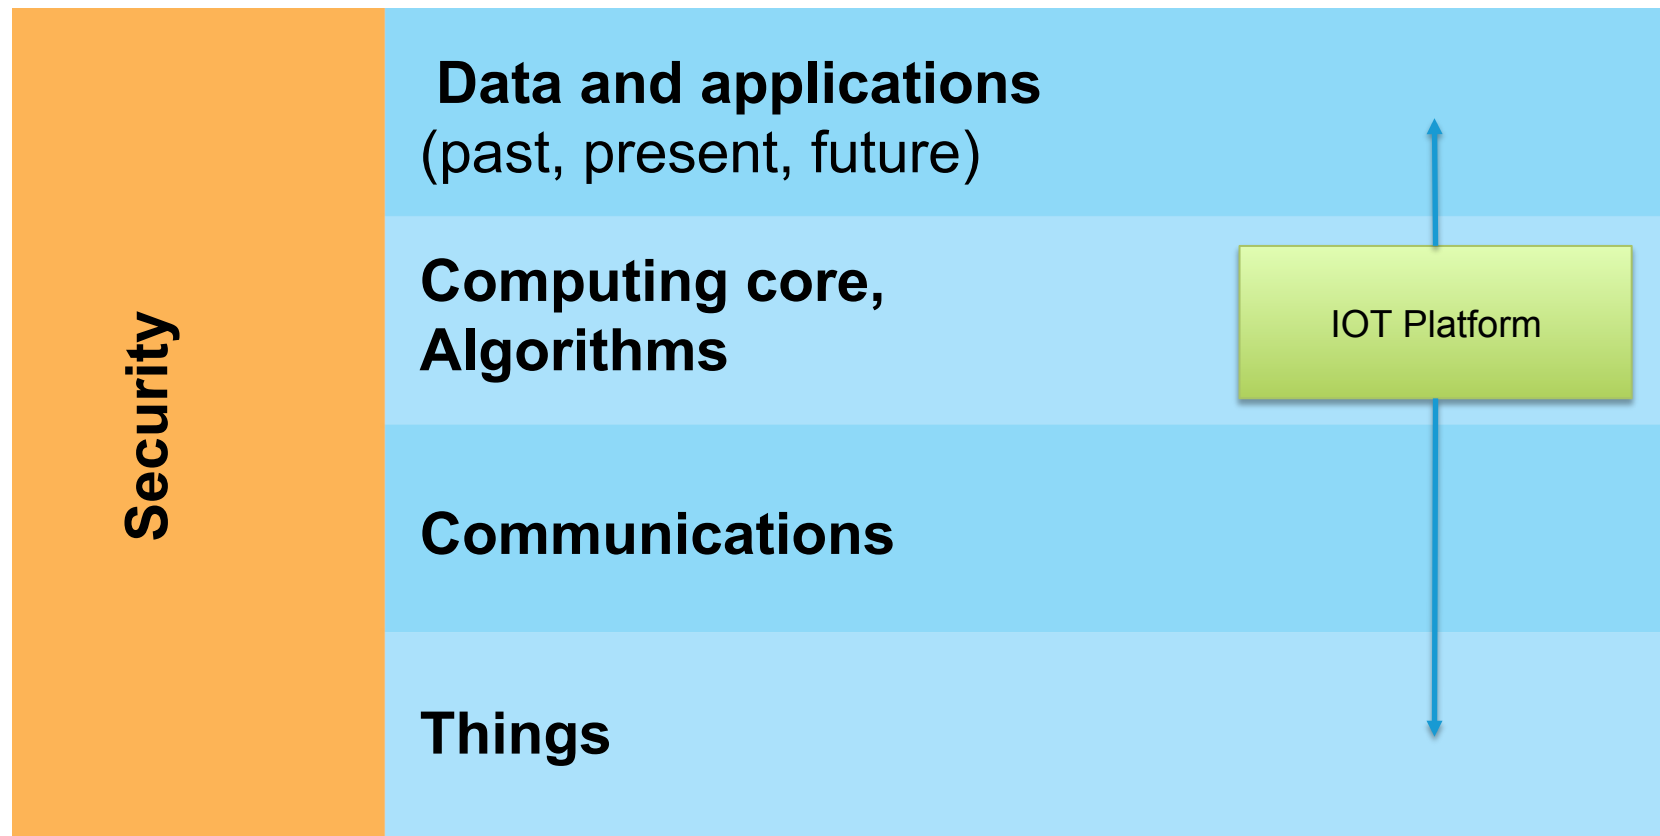 Security
Data and applications
(past, present, future)
Computing core,
Algorithms
IOT Platform
Communications
Things